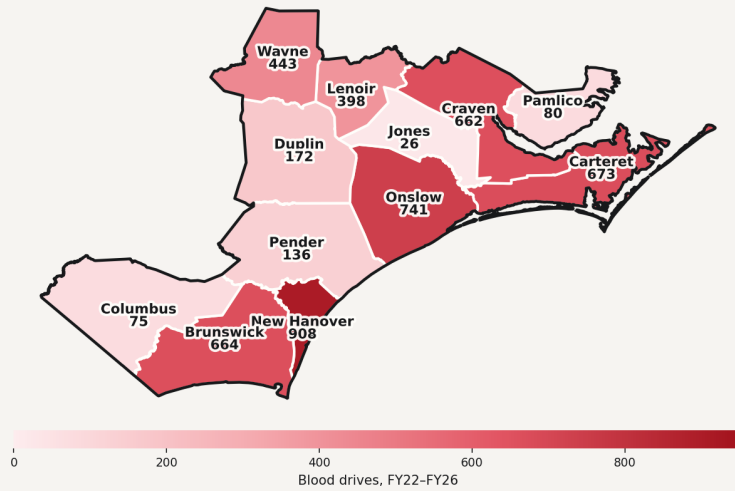 Wayne
443
Lenoir
398
Craven
662
Pamlico
80
Jones
26
Duplin
172
Carteret
673
Onslow
741
Pender
136
Columbus
75
New Hanover
908
Brunswick
664
0 200 400 600 800
Blood drives, FY22–FY26